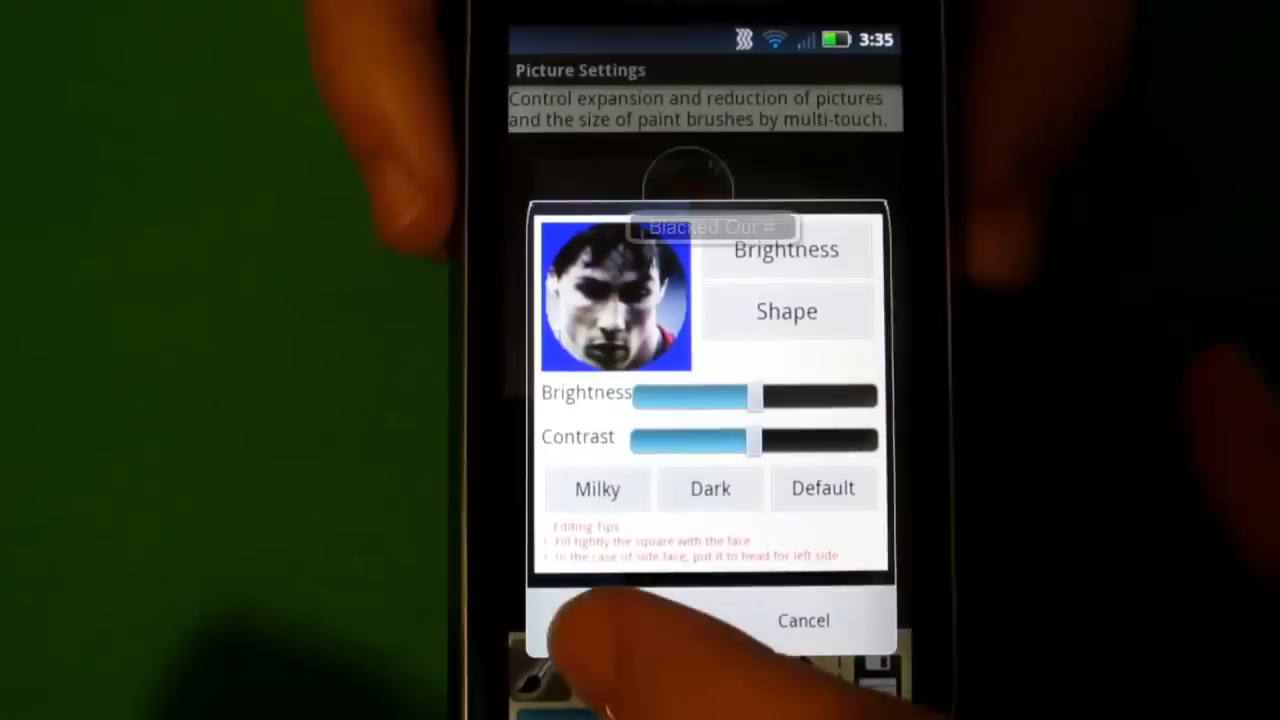 3:35
Picture Settings
Control expansion and reduction of pictures
and the size of paint brushes by multi-touch.
Blacked Out =
Brightness
Shape
Brightness
Contrast
Milky Dark Default
Editing Tips
Fill tightly the square with the face
In the case of side face, put it to head for left side
Cancel